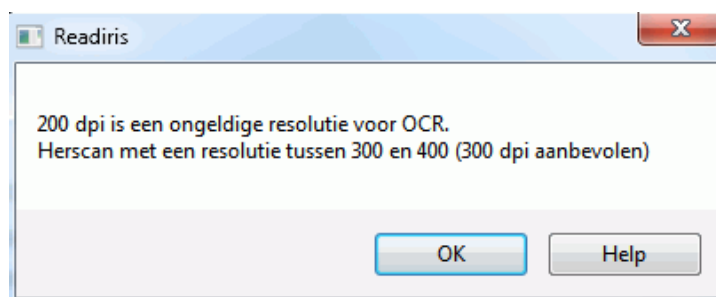 Readiris
200 dpi is een ongeldige resolutie voor OCR.
Herscan met een resolutie tussen 300 en 400 (300 dpi aanbevolen)
OK
Help